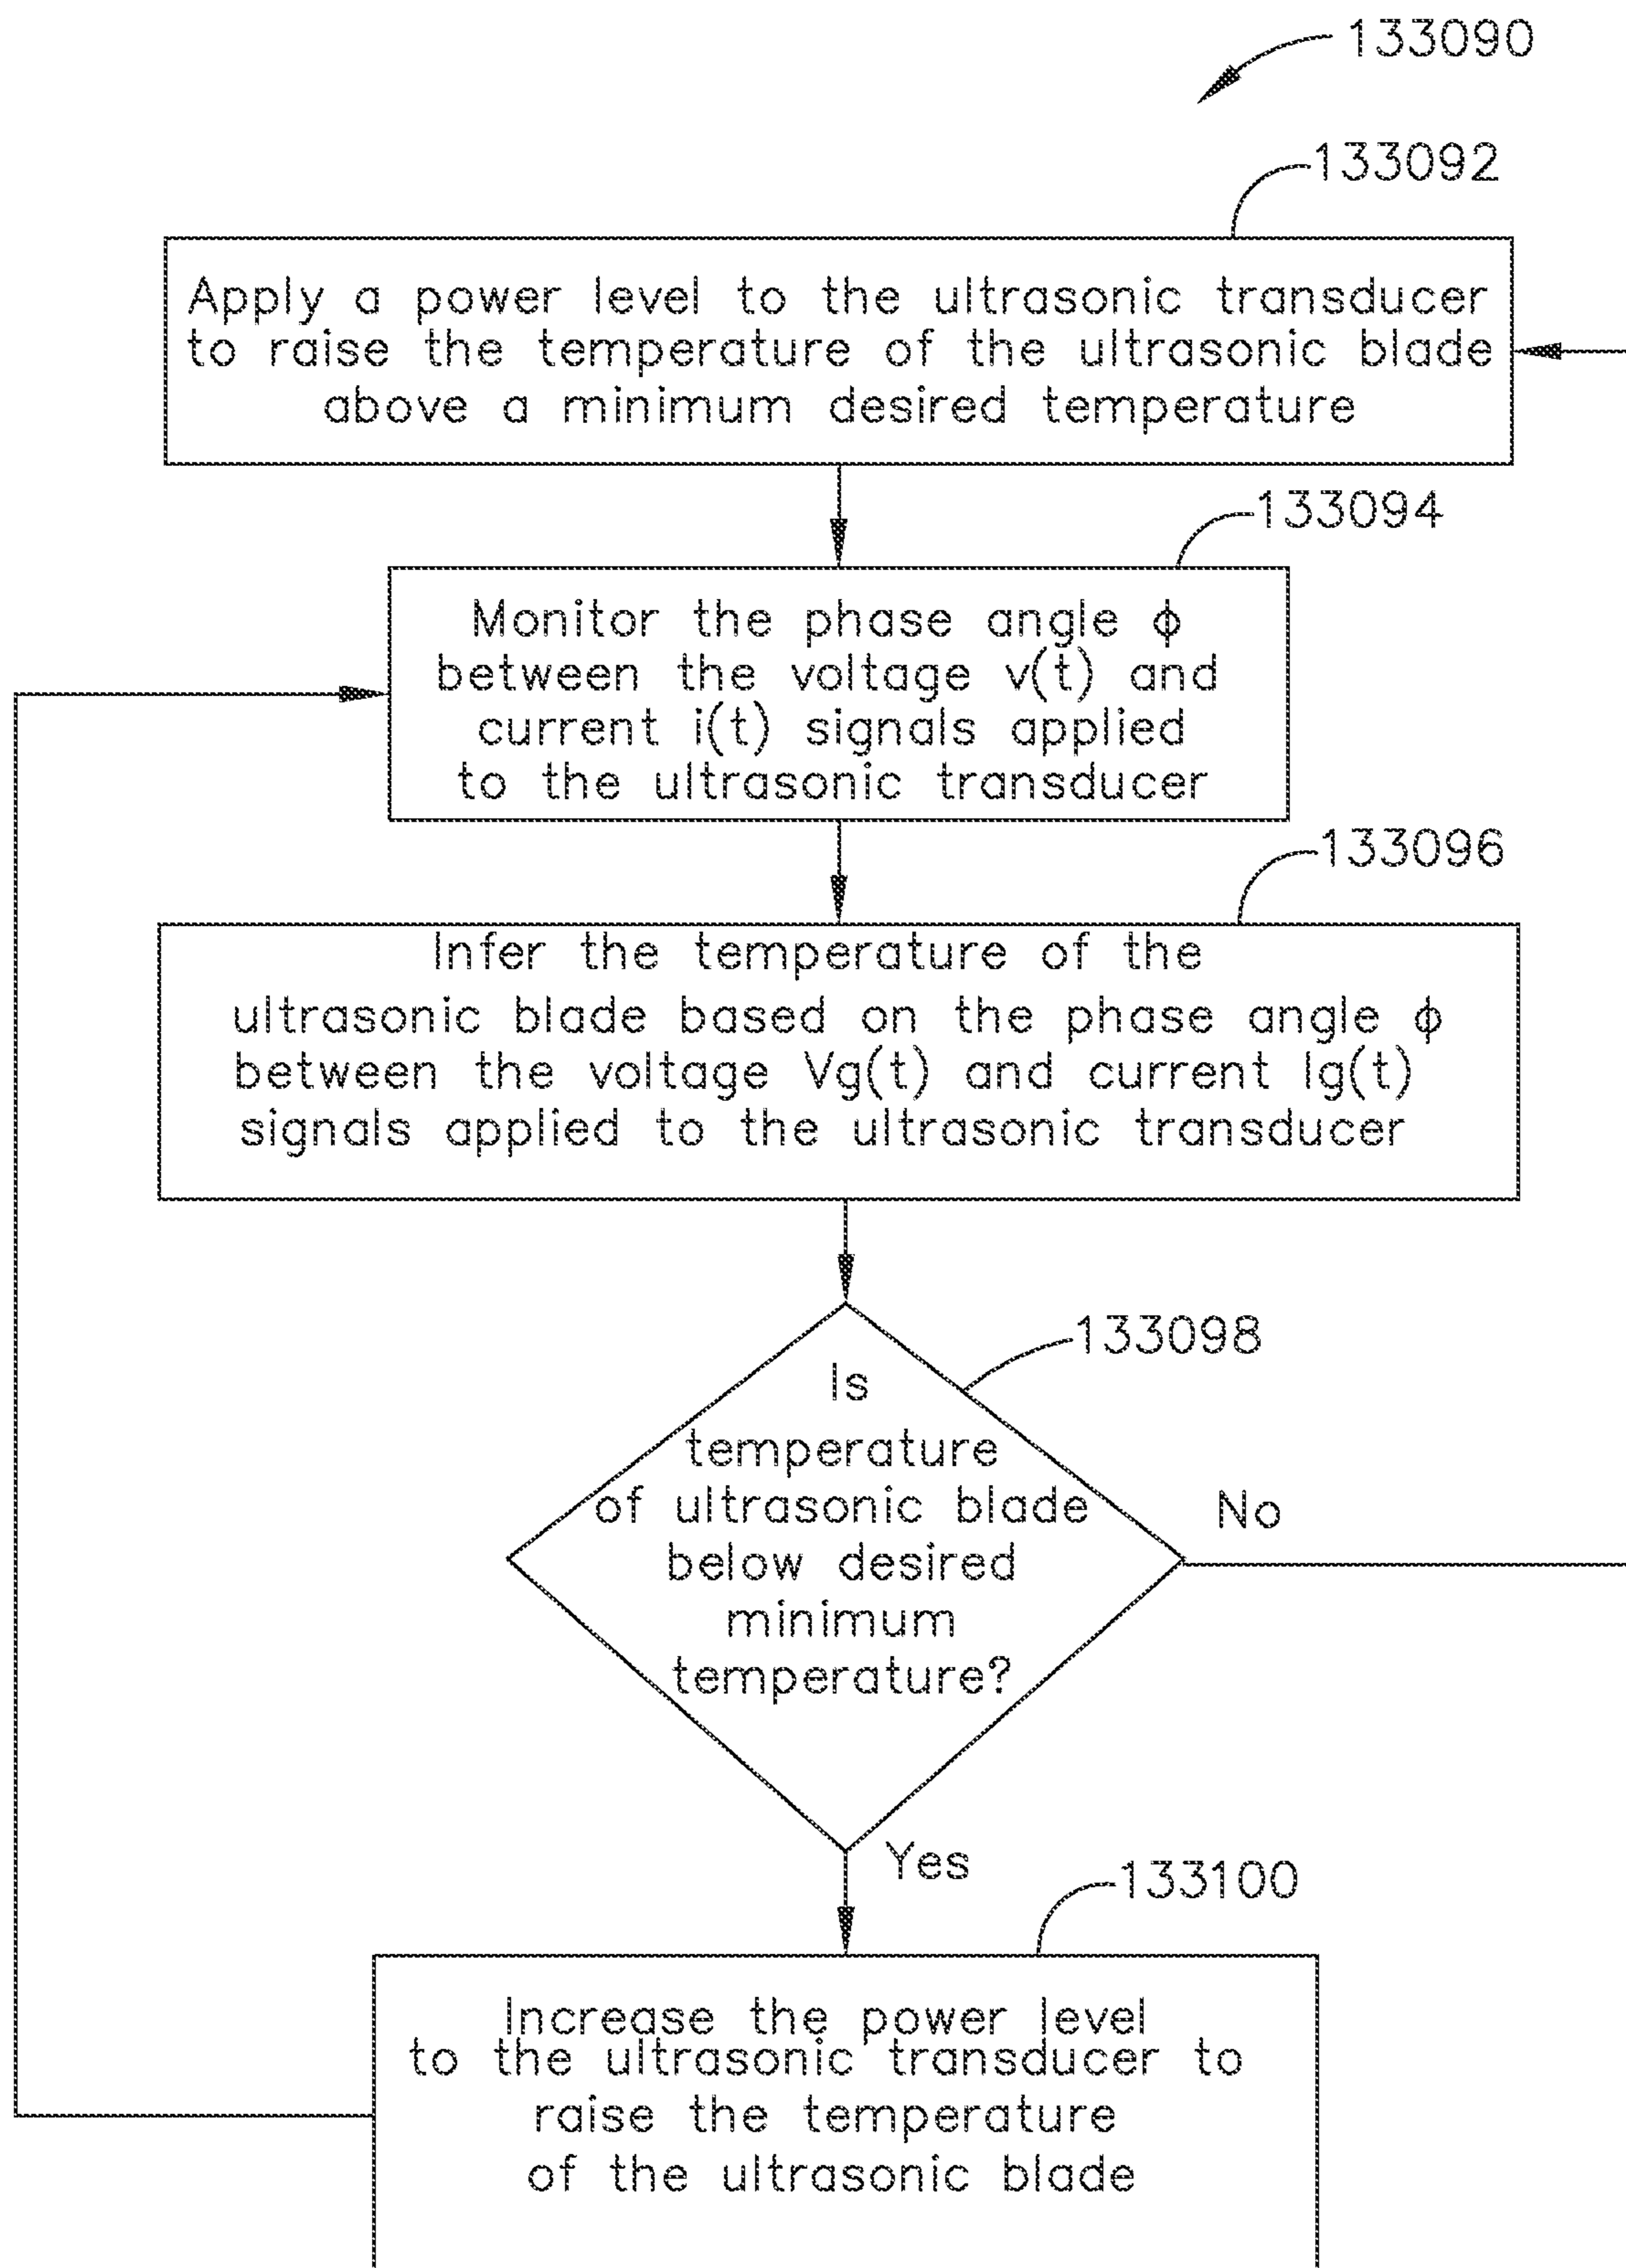 133090
133092
Apply a power level to the ultrasonic transducer
to raise the temperature of the ultrasonic blade
above a minimum desired temperature
133094
Monitor the phase angle ϕ
between the voltage v(t) and
current i(t) signals applied
to the ultrasonic transducer
133096
Infer the temperature of the
ultrasonic blade based on the phase angle ϕ
between the voltage Vg(t) and current Ig(t)
signals applied to the ultrasonic transducer
133098
Is
temperature
of ultrasonic blade
below desired
minimum
temperature?
No
Yes
133100
Increase the power level
to the ultrasonic transducer to
raise the temperature
of the ultrasonic blade